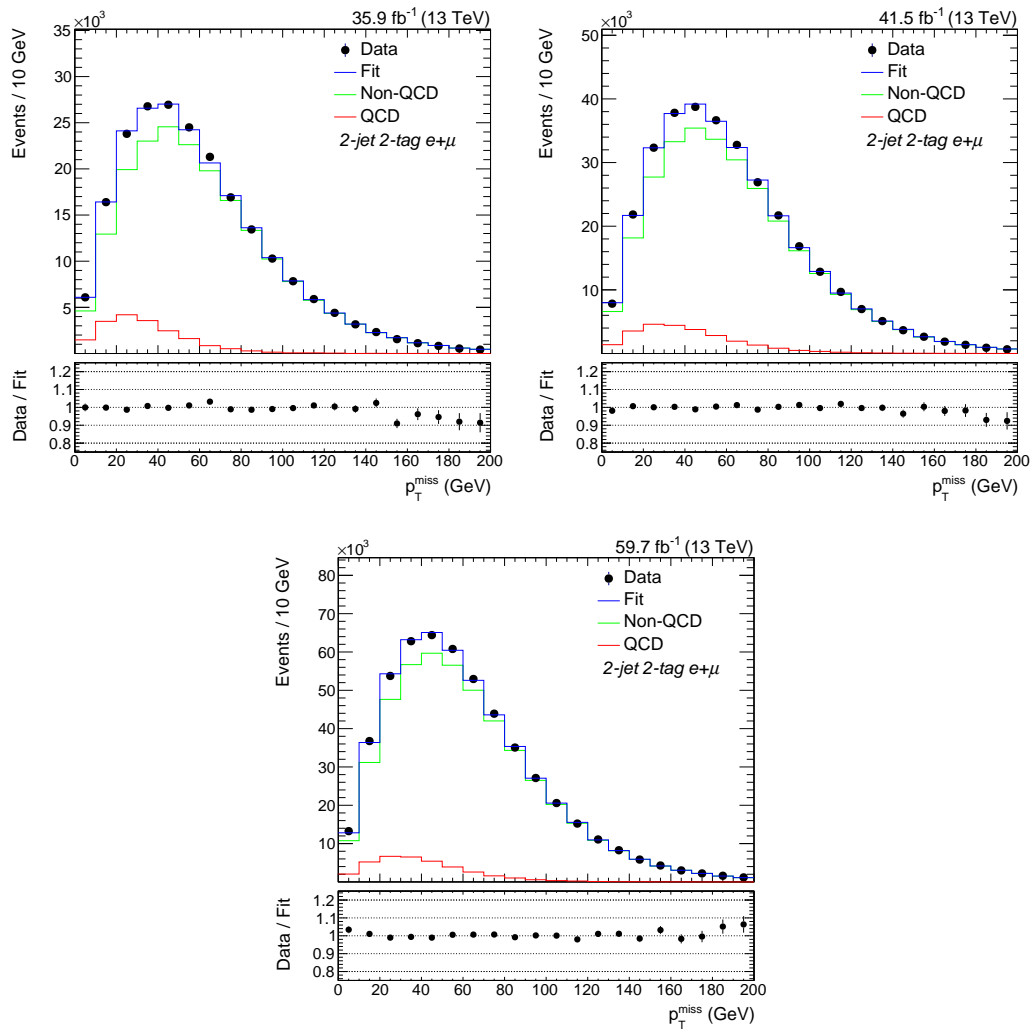 ×10³ 35.9 fb⁻¹ (13 TeV)
Events / 10 GeV
35
30
25
20
15
10
5
Data
Fit
Non-QCD
QCD
2-jet 2-tag e+μ
Data / Fit
1.2
1.1
1
0.9
0.8
0 20 40 60 80 100 120 140 160 180 200
p_T^miss (GeV)
×10³ 41.5 fb⁻¹ (13 TeV)
Events / 10 GeV
50
40
30
20
10
Data
Fit
Non-QCD
QCD
2-jet 2-tag e+μ
Data / Fit
1.2
1.1
1
0.9
0.8
0 20 40 60 80 100 120 140 160 180 200
p_T^miss (GeV)
×10³ 59.7 fb⁻¹ (13 TeV)
Events / 10 GeV
80
70
60
50
40
30
20
10
Data
Fit
Non-QCD
QCD
2-jet 2-tag e+μ
Data / Fit
1.2
1.1
1
0.9
0.8
0 20 40 60 80 100 120 140 160 180 200
p_T^miss (GeV)